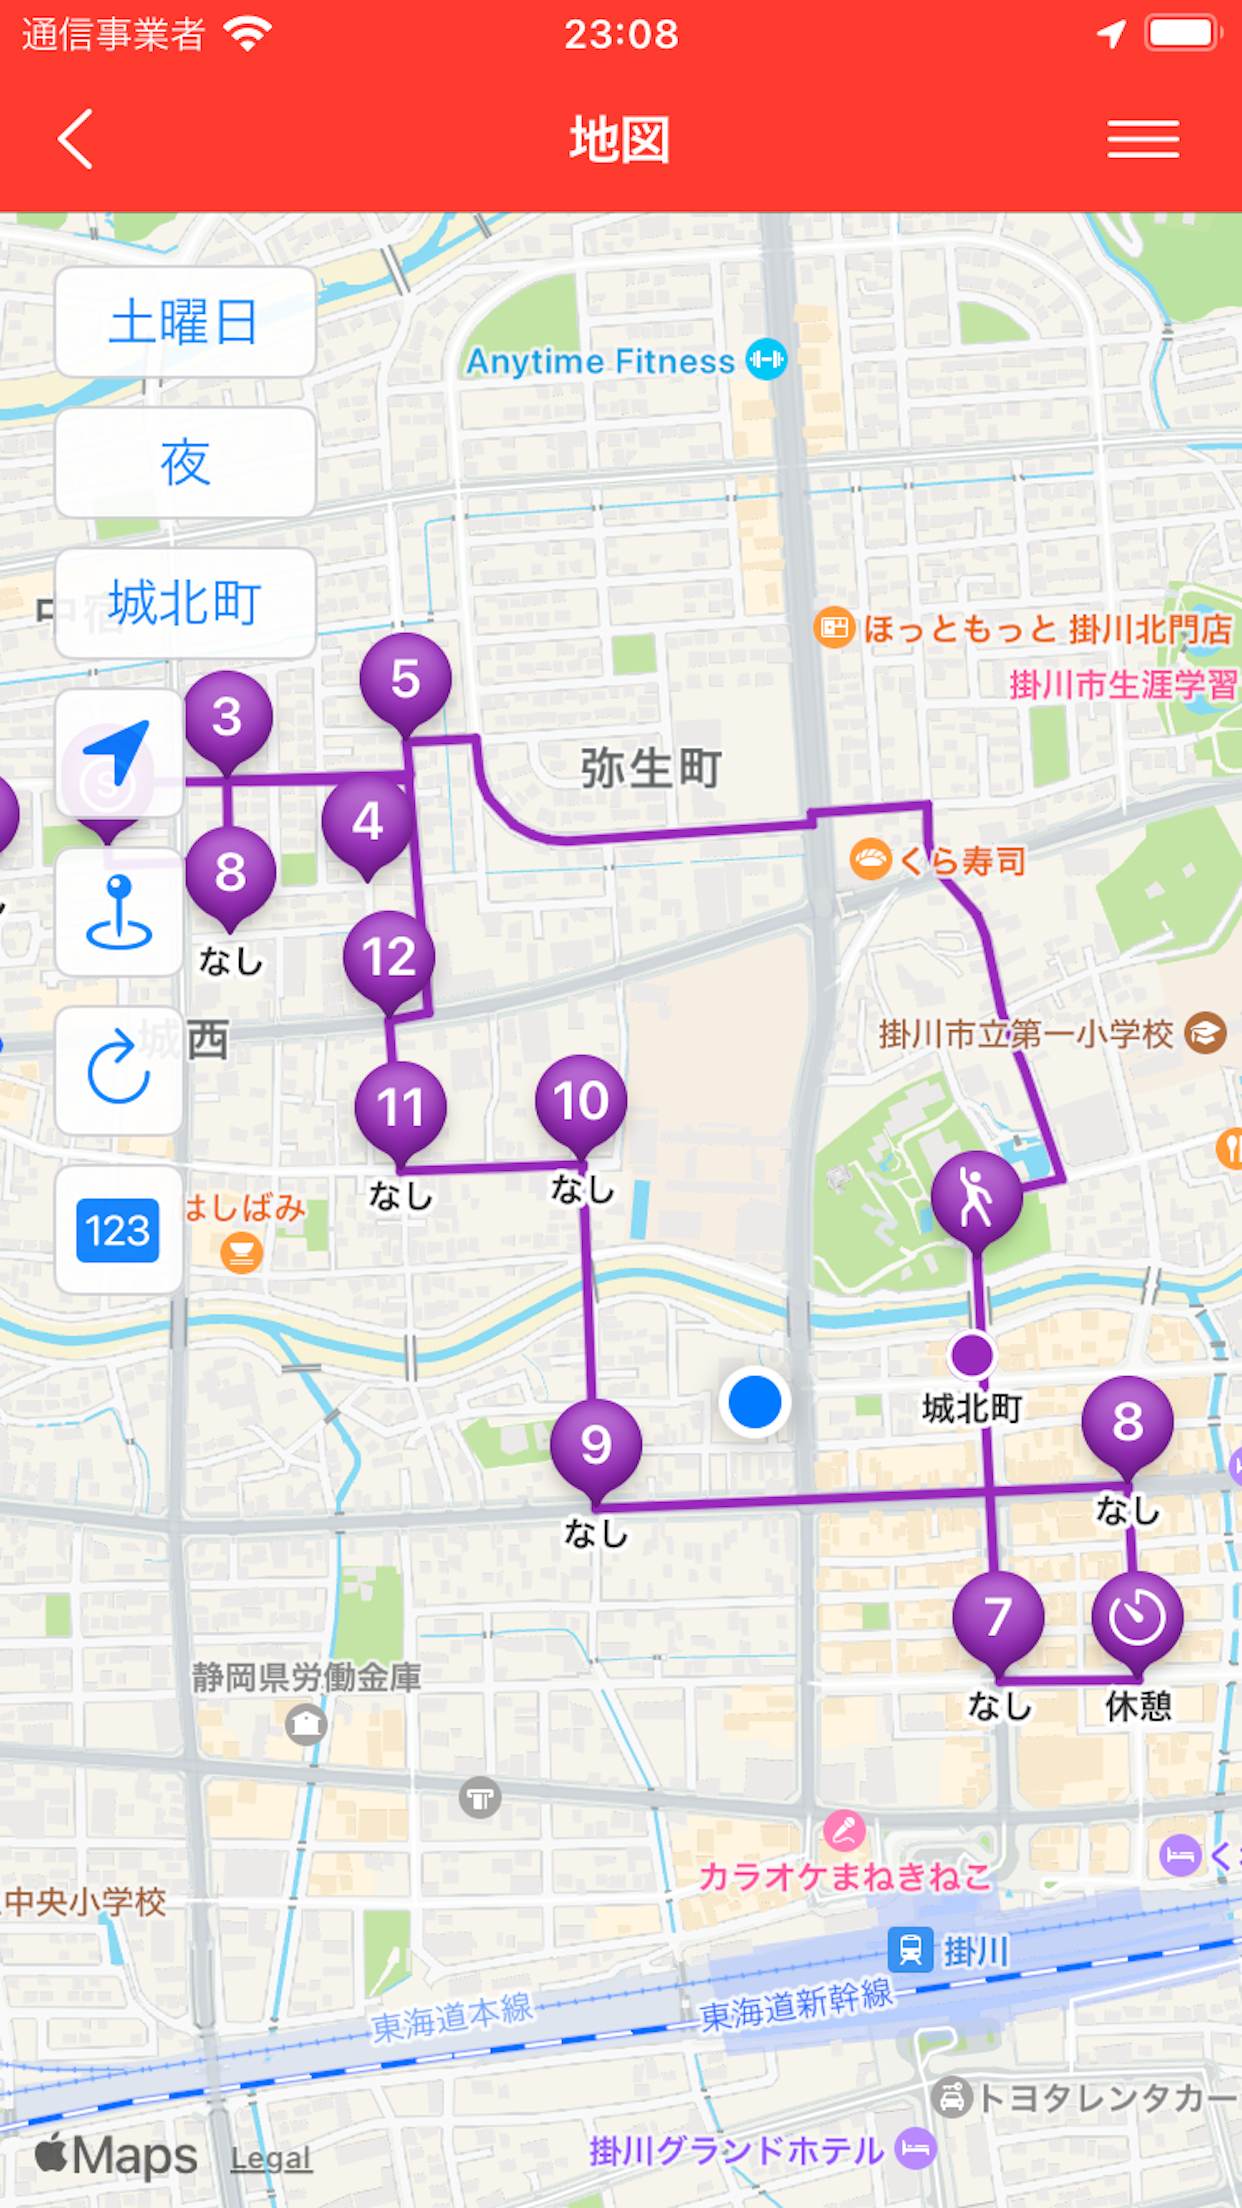 通信事業者
23:08
地図
土曜日
Anytime Fitness
夜
城北町
ほっともっと 掛川北門店
掛川市生涯学習
5
3
弥生町
4
くら寿司
8
なし
12
西
掛川市立第一小学校
11
10
なし
なし
はしばみ
123
城北町
8
9
なし
なし
7
なし
休憩
静岡県労働金庫
カラオケまねきねこ
中央小学校
掛川
東海道本線
東海道新幹線
トヨタレンタカー
掛川グランドホテル
Maps
Legal